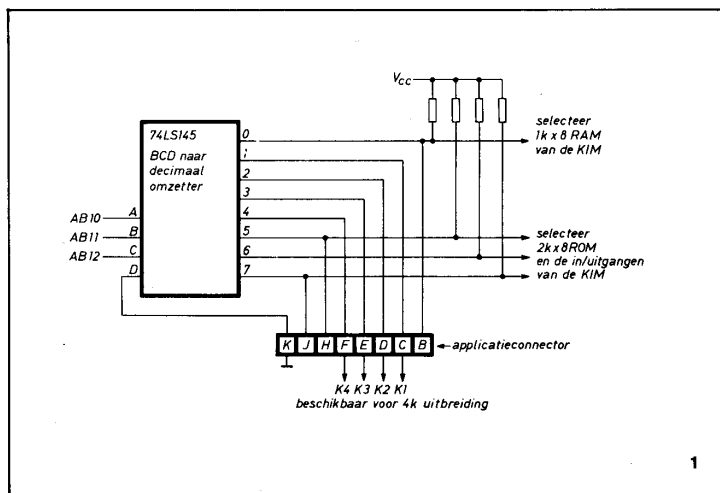 Vcc
74LS145
BCD naar
decimaal
omzetter
0
1
2
3
4
5
6
7
AB10 A
AB11 B
AB12 C
D
selecteer
1k x 8 RAM
van de KIM
selecteer
2k x 8 ROM
en de in/uitgangen
van de KIM
K J H F E D C B
applicatieconnector
K4 K3 K2 K1
beschikbaar voor 4k uitbreiding
1